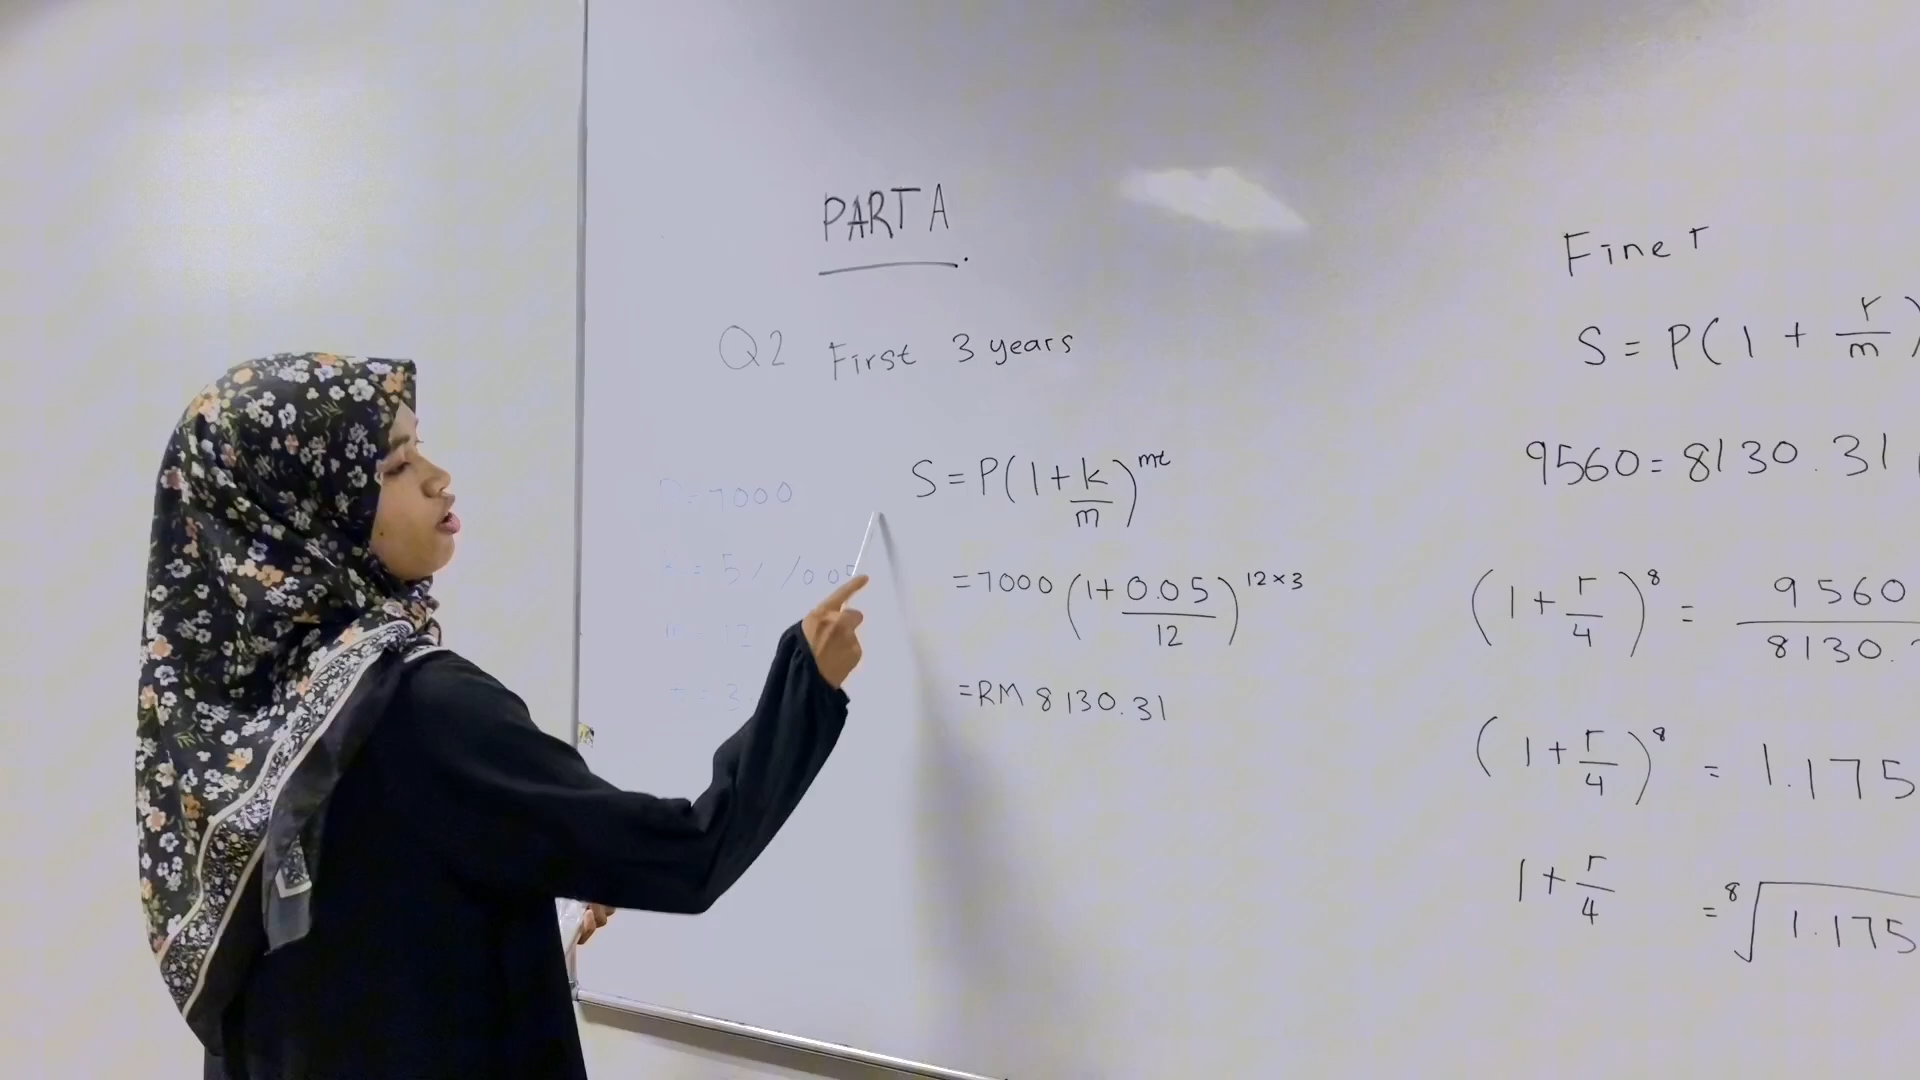 PART A.
Q2 First 3 years
P = 7000
r = 5% / 0.05
m = 12
t = 3
S = P(1 + k/m)^mt
= 7000 (1 + 0.05/12)^12×3
= RM 8130.31
Fine r
S = P(1 + r/m)
9560 = 8130.31
(1 + r/4)^8 = 9560/8130.
(1 + r/4)^8 = 1.175
1 + r/4 = ⁸√1.175